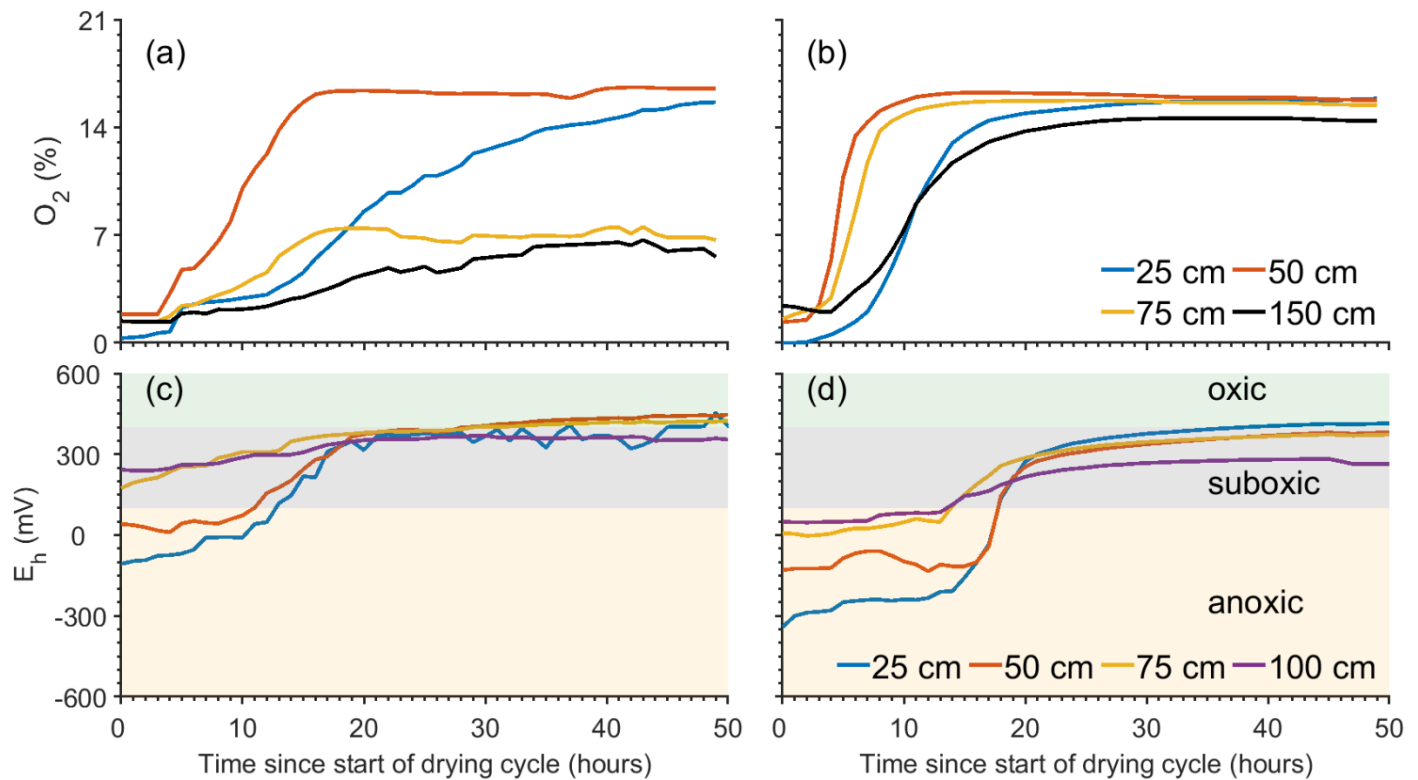 21
14
7
0
O2 (%)
(a)
(b)
25 cm 50 cm
75 cm 150 cm
0
600
300
0
-300
-600
Eh (mV)
(c)
(d)
oxic
suboxic
anoxic
25 cm 50 cm 75 cm 100 cm
0 10 20 30 40 50
0 10 20 30 40 50
Time since start of drying cycle (hours)
Time since start of drying cycle (hours)